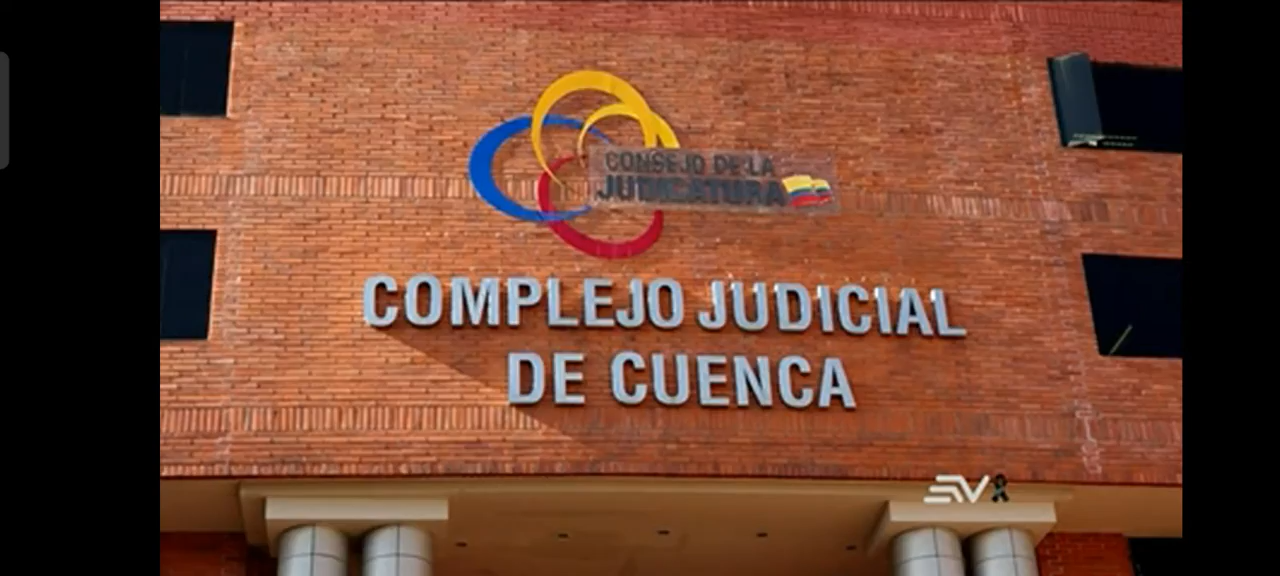 CONSEJO DE LA
JUDICATURA
COMPLEJO JUDICIAL
DE CUENCA